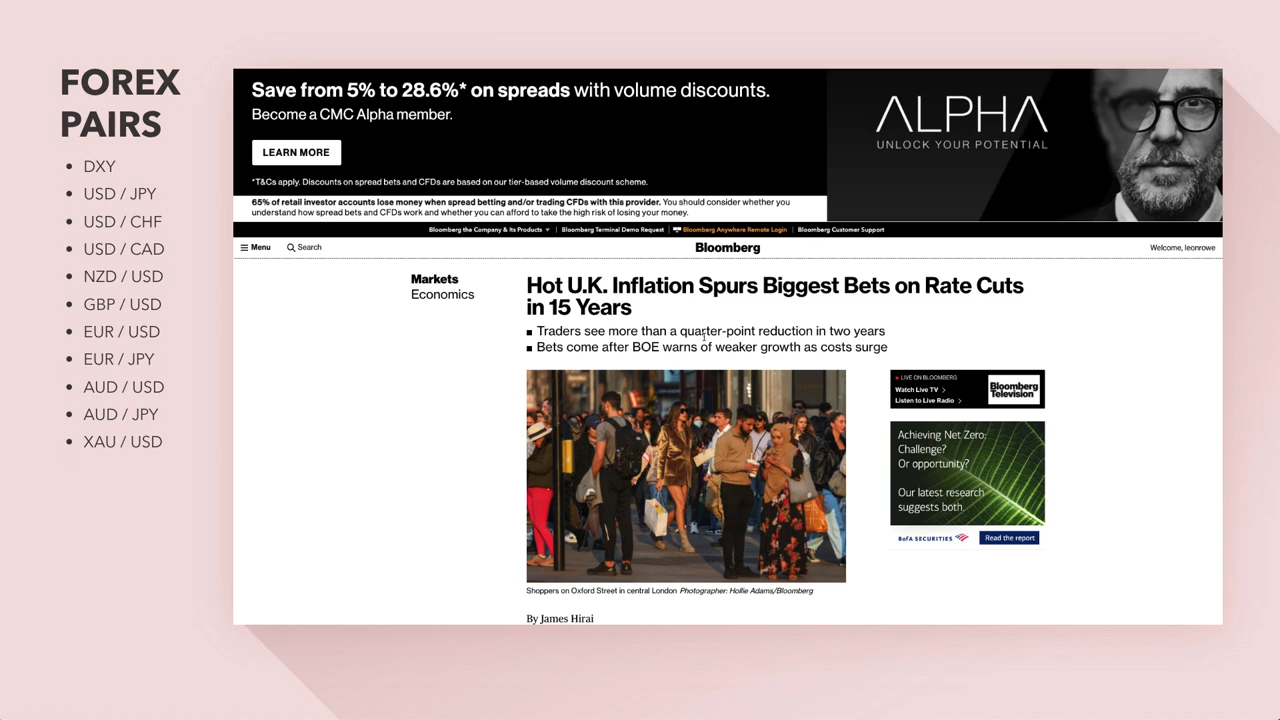 FOREX
PAIRS
• DXY
• USD / JPY
• USD / CHF
• USD / CAD
• NZD / USD
• GBP / USD
• EUR / USD
• EUR / JPY
• AUD / USD
• AUD / JPY
• XAU / USD
Save from 5% to 28.6%* on spreads with volume discounts.
Become a CMC Alpha member.
LEARN MORE
*T&Cs apply. Discounts on spread bets and CFDs are based on our tier-based volume discount scheme.
65% of retail investor accounts lose money when spread betting and/or trading CFDs with this provider. You should consider whether you
understand how spread bets and CFDs work and whether you can afford to take the high risk of losing your money.
ALPHA
UNLOCK YOUR POTENTIAL
Bloomberg the Company & Its Products ▾ | Bloomberg Terminal Demo Request | Bloomberg Anywhere Remote Login | Bloomberg Customer Support
Menu Search Bloomberg Welcome, leonrowe
Markets
Economics
Hot U.K. Inflation Spurs Biggest Bets on Rate Cuts
in 15 Years
■ Traders see more than a quarter-point reduction in two years
■ Bets come after BOE warns of weaker growth as costs surge
LIVE ON BLOOMBERG
Watch Live TV >
Listen to Live Radio >
Bloomberg
Television
Achieving Net Zero:
Challenge?
Or opportunity?
Our latest research
suggests both.
BofA SECURITIES
Read the report
Shoppers on Oxford Street in central London Photographer: Hollie Adams/Bloomberg
By James Hirai